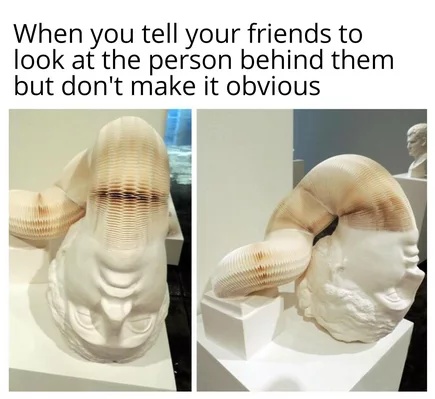 When you tell your friends to
look at the person behind them
but don't make it obvious